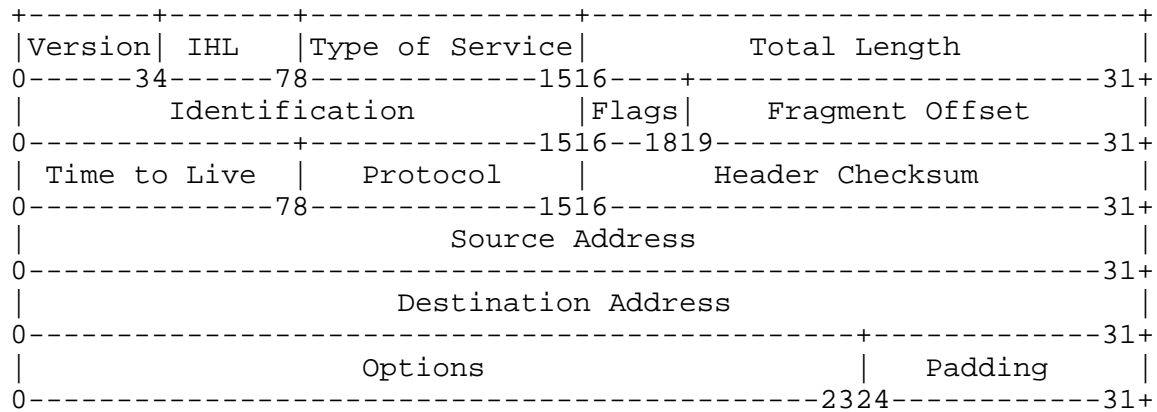 +-------+-------+---------------+-------------------------------+
|Version| IHL   |Type of Service|         Total Length          |
0------34------78-------------1516----+-----------------------31+
|        Identification         |Flags|    Fragment Offset      |
0---------------+-------------1516--1819----------------------31+
| Time to Live  |   Protocol    |       Header Checksum         |
0--------------78-------------1516----------------------------31+
|                        Source Address                         |
0-------------------------------------------------------------31+
|                     Destination Address                       |
0-----------------------------------------------+-------------31+
|                   Options                     |   Padding     |
0---------------------------------------------2324------------31+